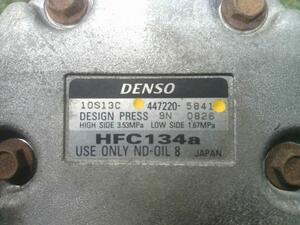 DENSO
10S13C 447220-5841
DESIGN PRESS 9N 0826
HIGH SIDE 3.53MPa LOW SIDE 1.67MPa
HFC134a
USE ONLY ND-OIL 8 JAPAN